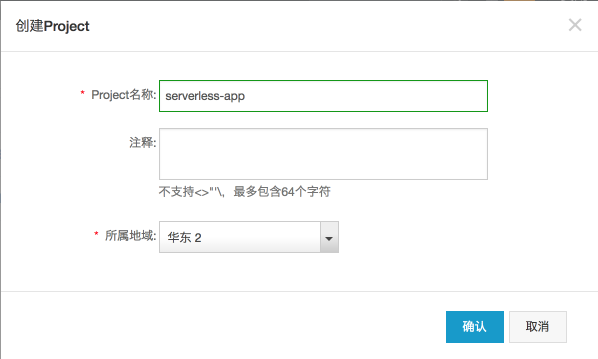 创建Project
* Project名称: serverless-app
注释:
不支持<>"'\，最多包含64个字符
* 所属地域: 华东 2
确认 取消